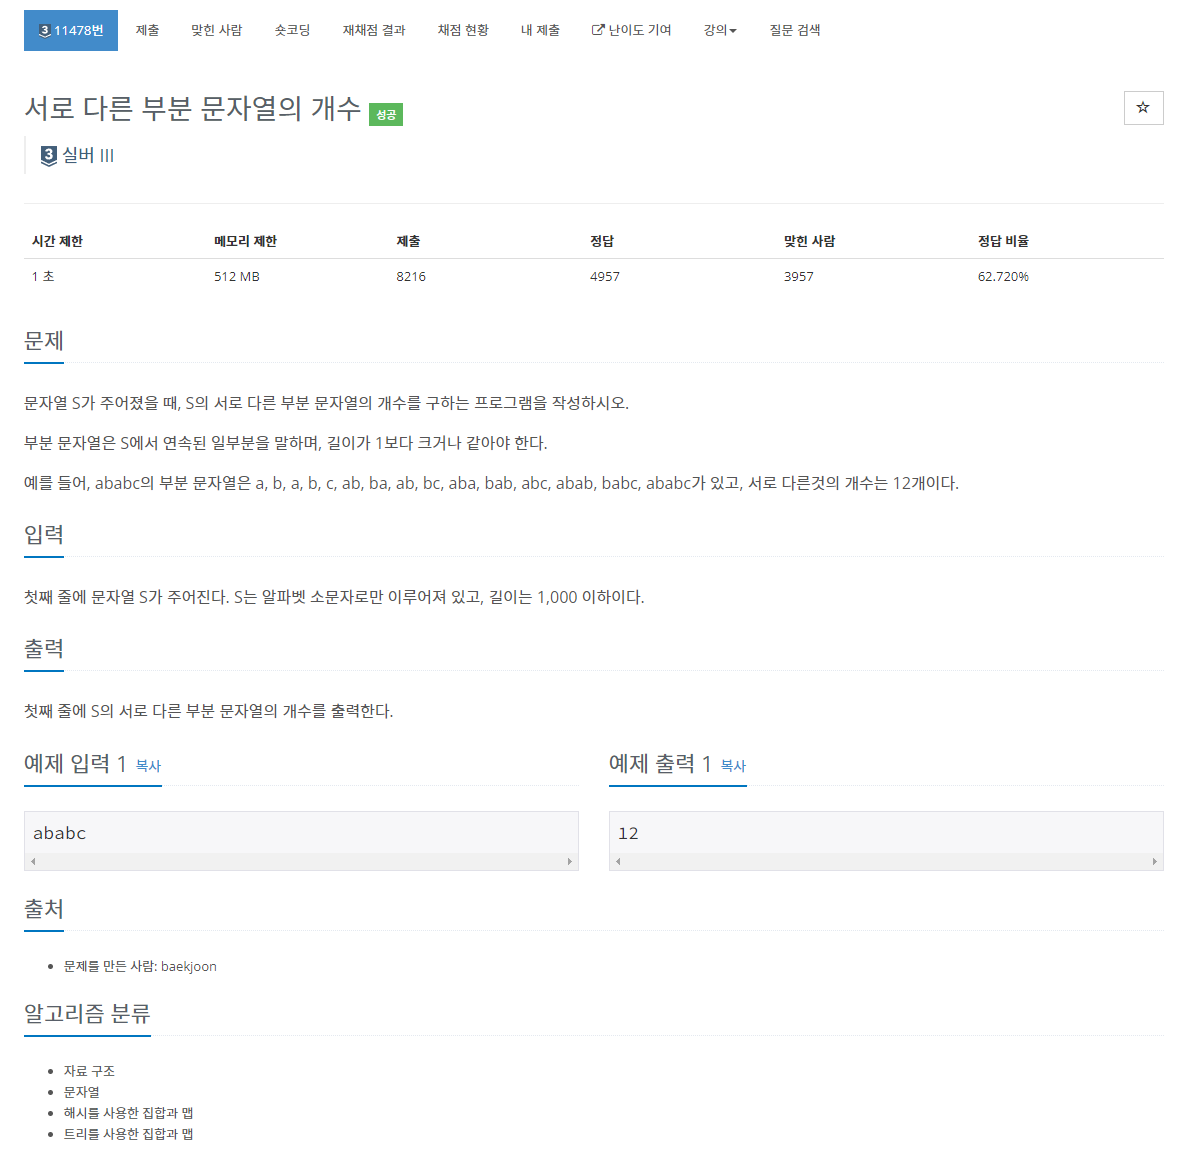 3 11478번 제출 맞힌 사람 숏코딩 재채점 결과 채점 현황 내 제출 난이도 기여 강의 질문 검색
서로 다른 부분 문자열의 개수 성공
3 실버 III
시간 제한 메모리 제한 제출 정답 맞힌 사람 정답 비율
1 초 512 MB 8216 4957 3957 62.720%
문제
문자열 S가 주어졌을 때, S의 서로 다른 부분 문자열의 개수를 구하는 프로그램을 작성하시오.
부분 문자열은 S에서 연속된 일부분을 말하며, 길이가 1보다 크거나 같아야 한다.
예를 들어, ababc의 부분 문자열은 a, b, a, b, c, ab, ba, ab, bc, aba, bab, abc, abab, babc, ababc가 있고, 서로 다른것의 개수는 12개이다.
입력
첫째 줄에 문자열 S가 주어진다. S는 알파벳 소문자로만 이루어져 있고, 길이는 1,000 이하이다.
출력
첫째 줄에 S의 서로 다른 부분 문자열의 개수를 출력한다.
예제 입력 1 복사
ababc
예제 출력 1 복사
12
출처
문제를 만든 사람: baekjoon
알고리즘 분류
자료 구조
문자열
해시를 사용한 집합과 맵
트리를 사용한 집합과 맵